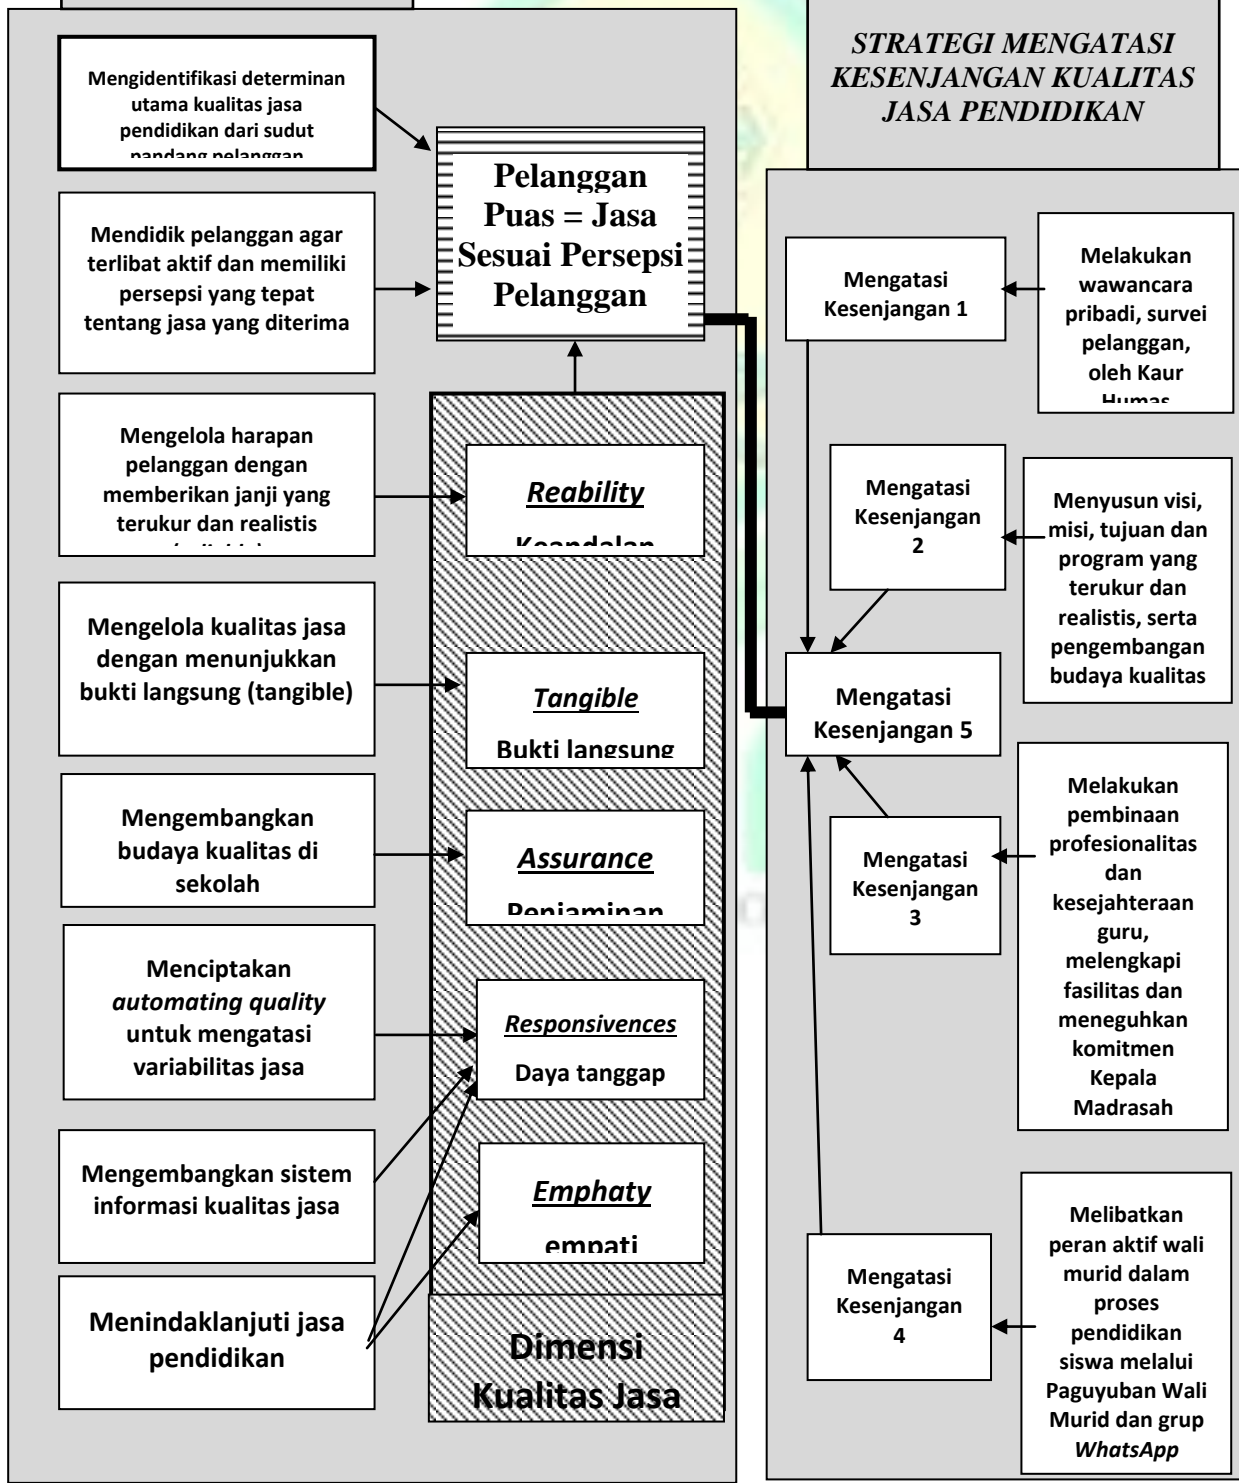 Mengidentifikasi determinan
utama kualitas jasa
pendidikan dari sudut
pandang pelanggan
Mendidik pelanggan agar
terlibat aktif dan memiliki
persepsi yang tepat
tentang jasa yang diterima
Mengelola harapan
pelanggan dengan
memberikan janji yang
terukur dan realistis
Mengelola kualitas jasa
dengan menunjukkan
bukti langsung (tangible)
Mengembangkan
budaya kualitas di
sekolah
Menciptakan
automating quality
untuk mengatasi
variabilitas jasa
Mengembangkan sistem
informasi kualitas jasa
Menindaklanjuti jasa
pendidikan
Pelanggan
Puas = Jasa
Sesuai Persepsi
Pelanggan
Reability
Keandalan
Tangible
Bukti langsung
Assurance
Penjaminan
Responsivences
Daya tanggap
Emphaty
empati
Dimensi
Kualitas Jasa
STRATEGI MENGATASI
KESENJANGAN KUALITAS
JASA PENDIDIKAN
Mengatasi
Kesenjangan 1
Melakukan
wawancara
pribadi, survei
pelanggan,
oleh Kaur
Humas
Mengatasi
Kesenjangan
2
Menyusun visi,
misi, tujuan dan
program yang
terukur dan
realistis, serta
pengembangan
budaya kualitas
Mengatasi
Kesenjangan 5
Mengatasi
Kesenjangan
3
Melakukan
pembinaan
profesionalitas
dan
kesejahteraan
guru,
melengkapi
fasilitas dan
meneguhkan
komitmen
Kepala
Madrasah
Mengatasi
Kesenjangan
4
Melibatkan
peran aktif wali
murid dalam
proses
pendidikan
siswa melalui
Paguyuban Wali
Murid dan grup
WhatsApp